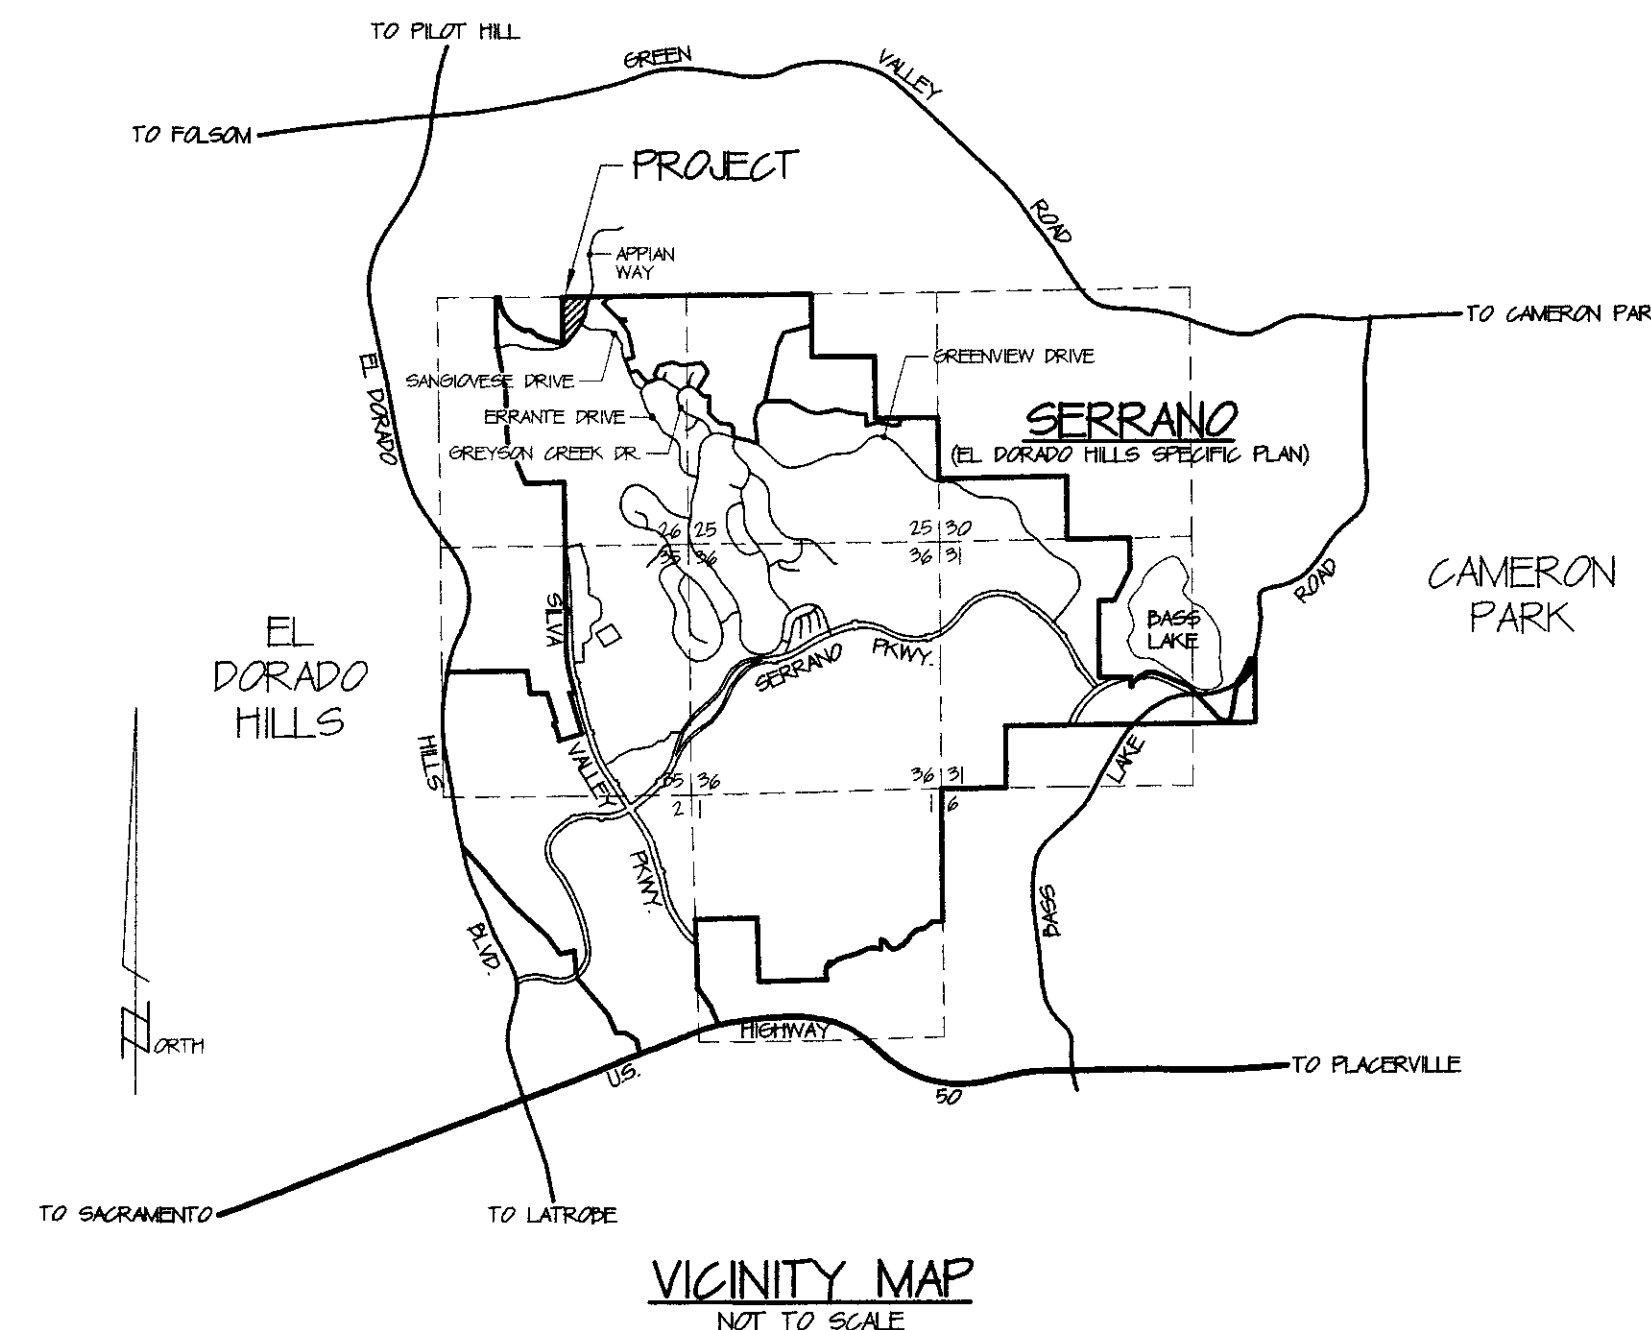 TO PILOT HILL
GREEN
VALLEY
TO FOLSOM
PROJECT
ROAD
APPIAN
WAY
TO CAMERON PAR
EL DORADO
SANGIOVESE DRIVE
GREENVIEW DRIVE
ERRANTE DRIVE
SERRANO
GREYSON CREEK DR.
(EL DORADO HILLS SPECIFIC PLAN)
26 25
35 36
25 30
36 31
ROAD
CAMERON
PARK
SILVA
BASS
LAKE
EL
DORADO
HILLS
SERRANO
PKWY.
HILLS
VALLEY
LAKE
35 36
2 1
36 31
1 6
PKWY.
BASS
BLVD.
NORTH
HIGHWAY
U.S.
50
TO PLACERVILLE
TO SACRAMENTO
TO LATROBE
VICINITY MAP
NOT TO SCALE